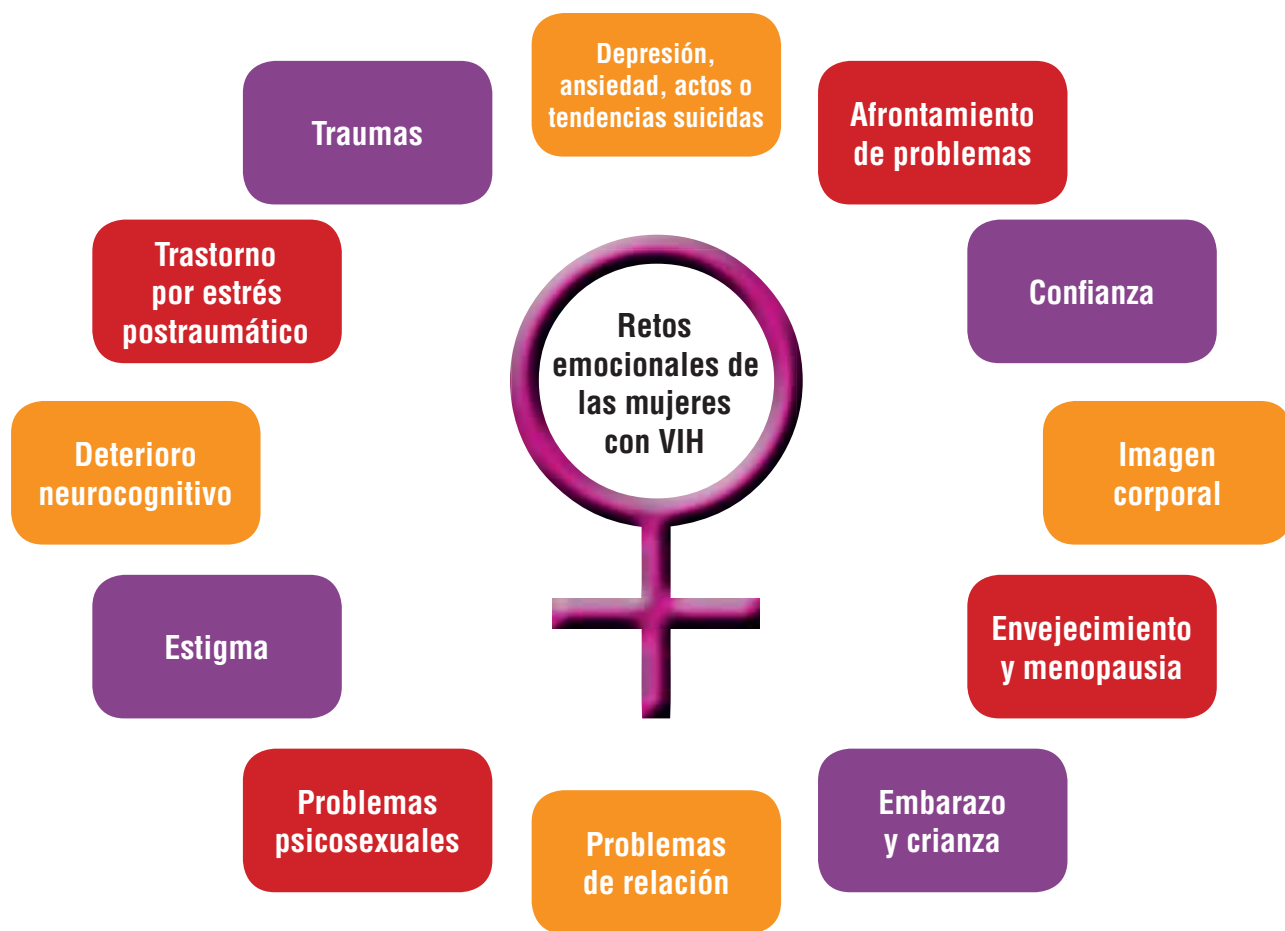 Depresión,
ansiedad, actos o
tendencias suicidas
Afrontamiento
de problemas
Confianza
Imagen
corporal
Envejecimiento
y menopausia
Embarazo
y crianza
Problemas
de relación
Problemas
psicosexuales
Estigma
Deterioro
neurocognitivo
Trastorno
por estrés
postraumático
Traumas
Retos
emocionales de
las mujeres
con VIH